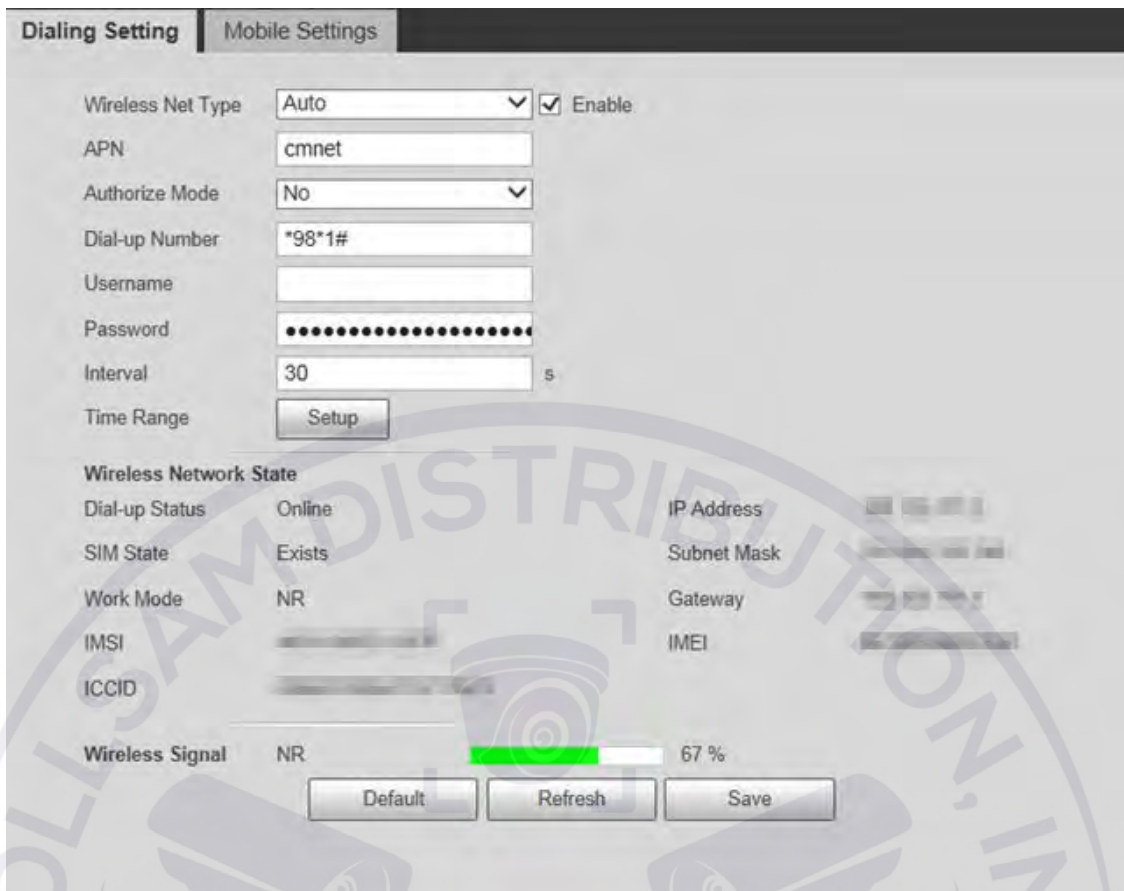 Dialing Setting Mobile Settings
Wireless Net Type Auto Enable
APN cmnet
Authorize Mode No
Dial-up Number *98*1#
Username
Password ●●●●●●●●●●●●●●●●●●●●
Interval 30 s
Time Range Setup
Wireless Network State
Dial-up Status Online IP Address
SIM State Exists Subnet Mask
Work Mode NR Gateway
IMSI IMEI
ICCID
Wireless Signal NR 67 %
Default Refresh Save
SAM DISTRIBUTION,